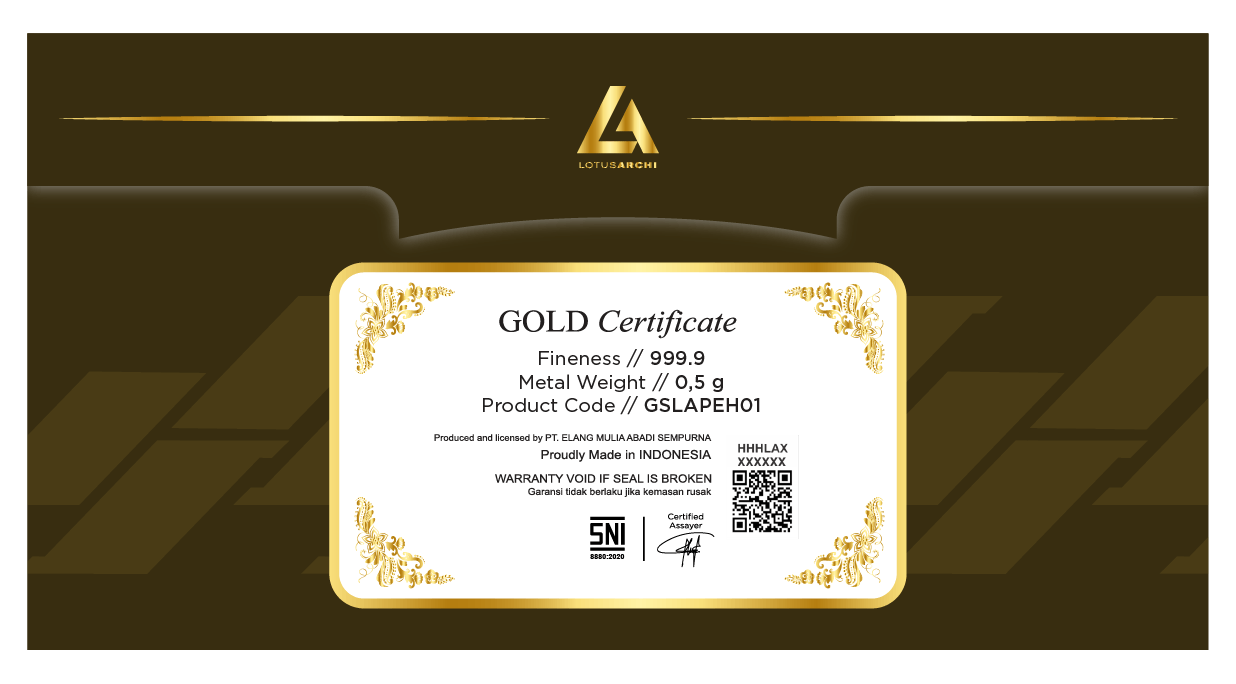 LOTUSARCHI
GOLD Certificate
Fineness // 999.9
Metal Weight // 0,5 g
Product Code // GSLAPEH01
Produced and licensed by PT. ELANG MULIA ABADI SEMPURNA
Proudly Made in INDONESIA
HHHLAX
XXXXXX
WARRANTY VOID IF SEAL IS BROKEN
Garansi tidak berlaku jika kemasan rusak
SNI
8880:2020
Certified
Assayer